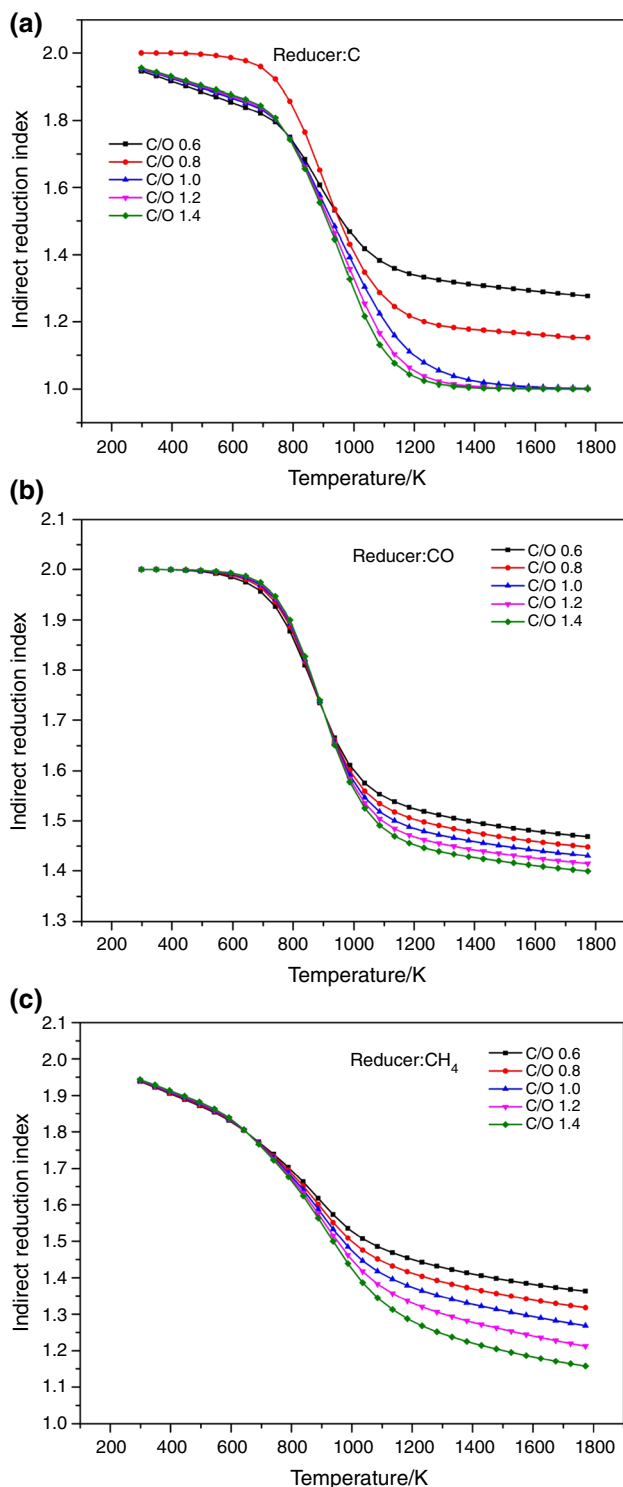 (a)
Reducer:C
C/O 0.6
C/O 0.8
C/O 1.0
C/O 1.2
C/O 1.4
Indirect reduction index
2.0
1.8
1.6
1.4
1.2
1.0
200 400 600 800 1000 1200 1400 1600 1800
Temperature/K
(b)
Reducer:CO
C/O 0.6
C/O 0.8
C/O 1.0
C/O 1.2
C/O 1.4
Indirect reduction index
2.1
2.0
1.9
1.8
1.7
1.6
1.5
1.4
1.3
200 400 600 800 1000 1200 1400 1600 1800
Temperature/K
(c)
Reducer:CH4
C/O 0.6
C/O 0.8
C/O 1.0
C/O 1.2
C/O 1.4
Indirect reduction index
2.1
2.0
1.9
1.8
1.7
1.6
1.5
1.4
1.3
1.2
1.1
1.0
200 400 600 800 1000 1200 1400 1600 1800
Temperature/K